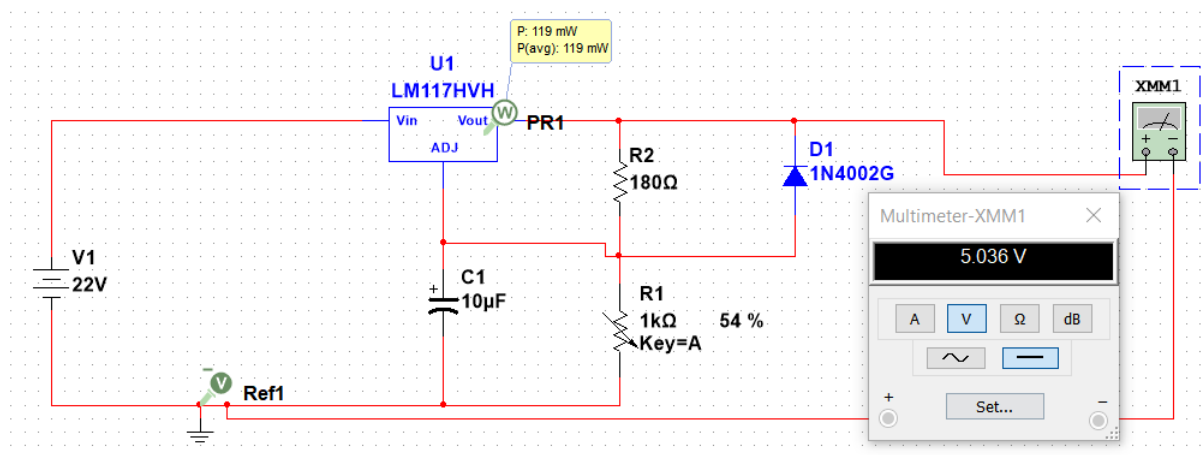 P: 119 mW
P(avg): 119 mW
U1
LM117HVH
Vin
Vout
W
PR1
ADJ
XMM1
+
−
R2
180Ω
D1
1N4002G
Multimeter-XMM1
5.036 V
V1
22V
+
C1
10µF
R1
1kΩ
54 %
Key=A
A
V
Ω
dB
V
Ref1
+
Set...
−